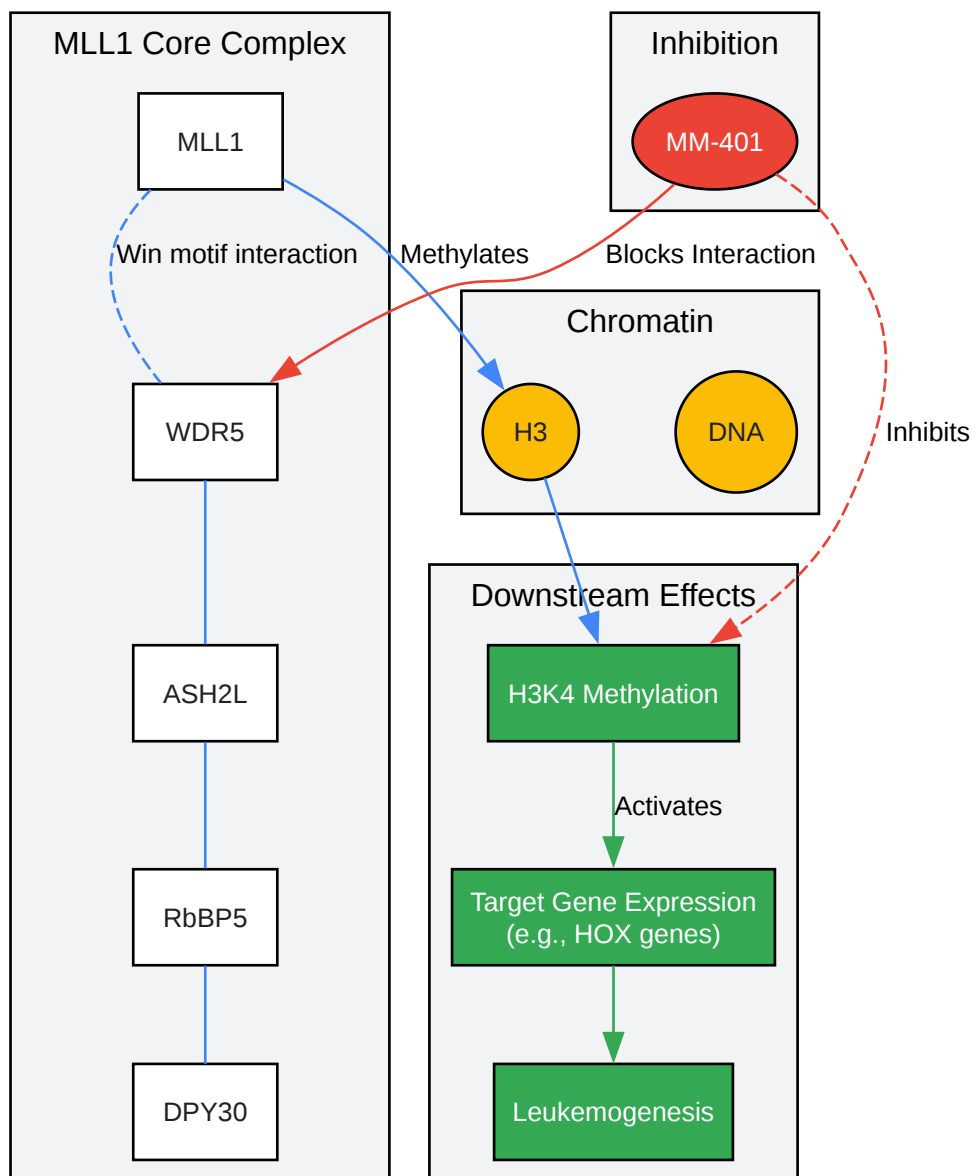 MLL1 Core Complex
Inhibition
MLL1
MM-401
Win motif interaction
Methylates
Blocks Interaction
Chromatin
WDR5
H3
DNA
Inhibits
Downstream Effects
ASH2L
H3K4 Methylation
Activates
RbBP5
Target Gene Expression
(e.g., HOX genes)
DPY30
Leukemogenesis